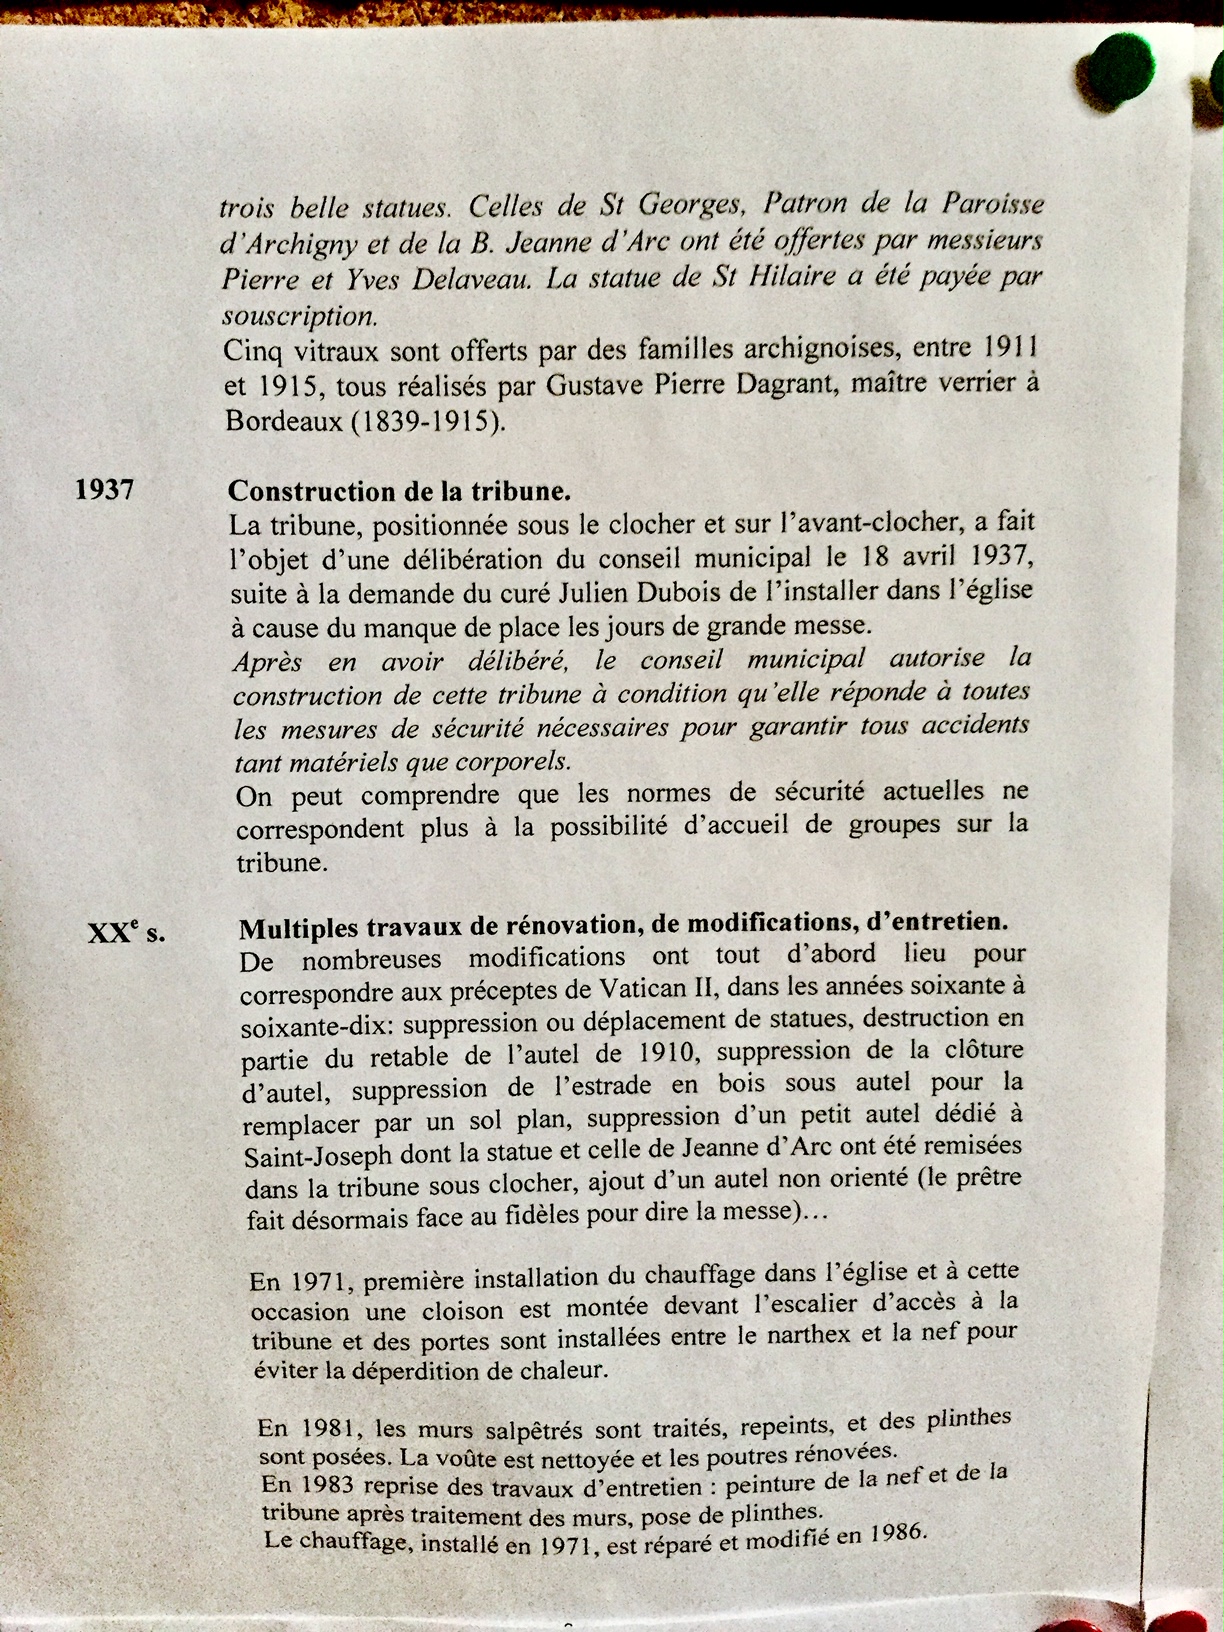 trois belle statues. Celles de St Georges, Patron de la Paroisse
d'Archigny et de la B. Jeanne d'Arc ont été offertes par messieurs
Pierre et Yves Delaveau. La statue de St Hilaire a été payée par
souscription.
Cinq vitraux sont offerts par des familles archignoises, entre 1911
et 1915, tous réalisés par Gustave Pierre Dagrant, maître verrier à
Bordeaux (1839-1915).
1937 Construction de la tribune.
La tribune, positionnée sous le clocher et sur l'avant-clocher, a fait
l'objet d'une délibération du conseil municipal le 18 avril 1937,
suite à la demande du curé Julien Dubois de l'installer dans l'église
à cause du manque de place les jours de grande messe.
Après en avoir délibéré, le conseil municipal autorise la
construction de cette tribune à condition qu'elle réponde à toutes
les mesures de sécurité nécessaires pour garantir tous accidents
tant matériels que corporels.
On peut comprendre que les normes de sécurité actuelles ne
correspondent plus à la possibilité d'accueil de groupes sur la
tribune.
XXe s. Multiples travaux de rénovation, de modifications, d'entretien.
De nombreuses modifications ont tout d'abord lieu pour
correspondre aux préceptes de Vatican II, dans les années soixante à
soixante-dix: suppression ou déplacement de statues, destruction en
partie du retable de l'autel de 1910, suppression de la clôture
d'autel, suppression de l'estrade en bois sous autel pour la
remplacer par un sol plan, suppression d'un petit autel dédié à
Saint-Joseph dont la statue et celle de Jeanne d'Arc ont été remisées
dans la tribune sous clocher, ajout d'un autel non orienté (le prêtre
fait désormais face au fidèles pour dire la messe)…
En 1971, première installation du chauffage dans l'église et à cette
occasion une cloison est montée devant l'escalier d'accès à la
tribune et des portes sont installées entre le narthex et la nef pour
éviter la déperdition de chaleur.
En 1981, les murs salpêtrés sont traités, repeints, et des plinthes
sont posées. La voûte est nettoyée et les poutres rénovées.
En 1983 reprise des travaux d'entretien : peinture de la nef et de la
tribune après traitement des murs, pose de plinthes.
Le chauffage, installé en 1971, est réparé et modifié en 1986.